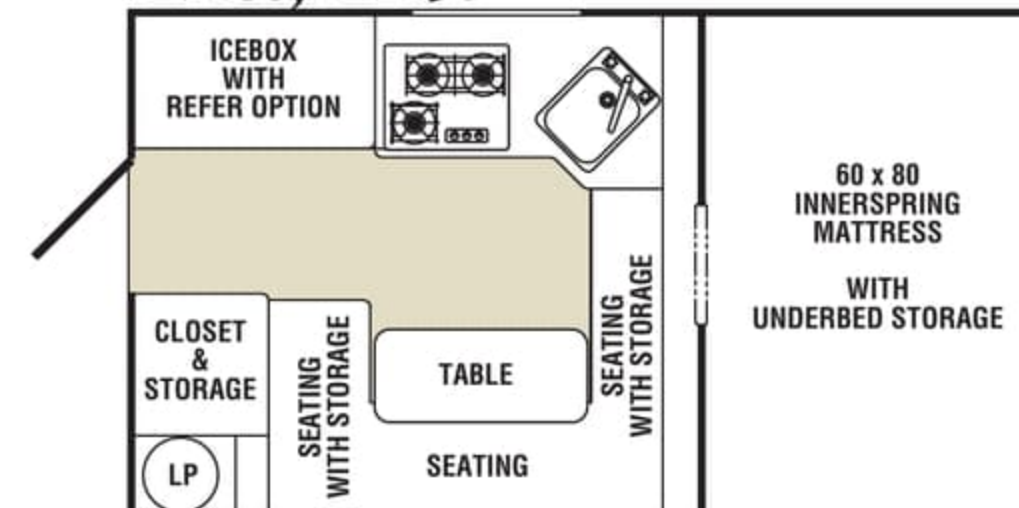 ICEBOX
WITH
REFER OPTION
60 x 80
INNERSPRING
MATTRESS
WITH
UNDERBED STORAGE
CLOSET
&
STORAGE
SEATING
WITH STORAGE
TABLE
SEATING
WITH STORAGE
LP
SEATING